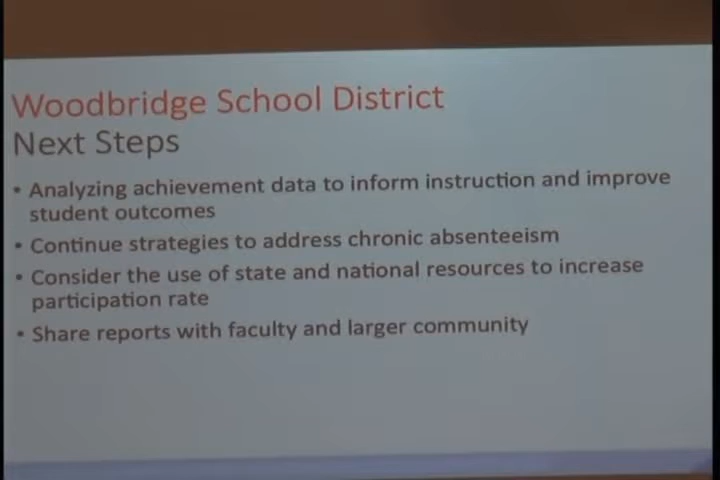 Woodbridge School District
Next Steps
• Analyzing achievement data to inform instruction and improve
student outcomes
• Continue strategies to address chronic absenteeism
• Consider the use of state and national resources to increase
participation rate
• Share reports with faculty and larger community